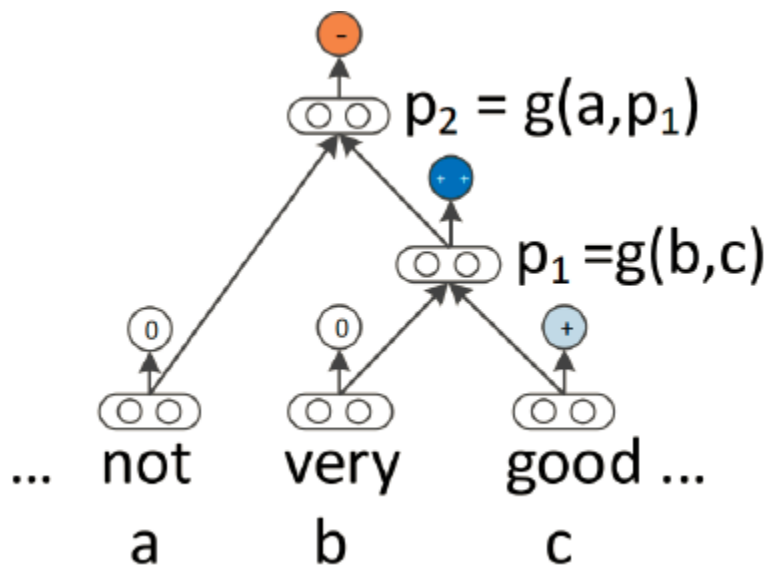 -
p₂ = g(a,p₁)
+ +
p₁ =g(b,c)
0 0 +
... not very good ...
a b c